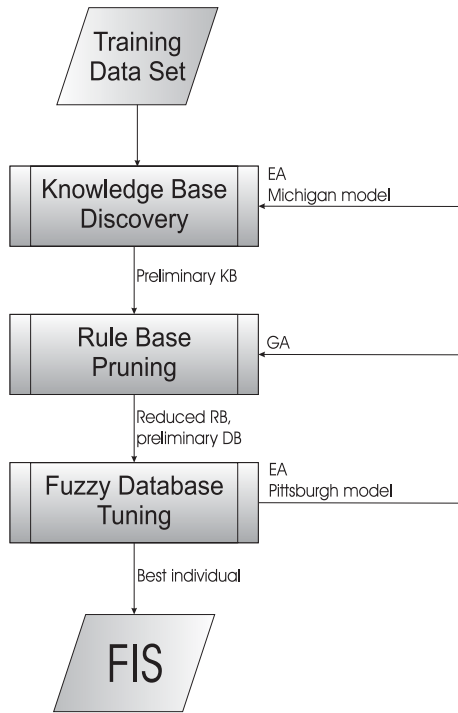 Training
Data Set
EA
Michigan model
Knowledge Base
Discovery
Preliminary KB
GA
Rule Base
Pruning
Reduced RB,
preliminary DB
EA
Pittsburgh model
Fuzzy Database
Tuning
Best individual
FIS